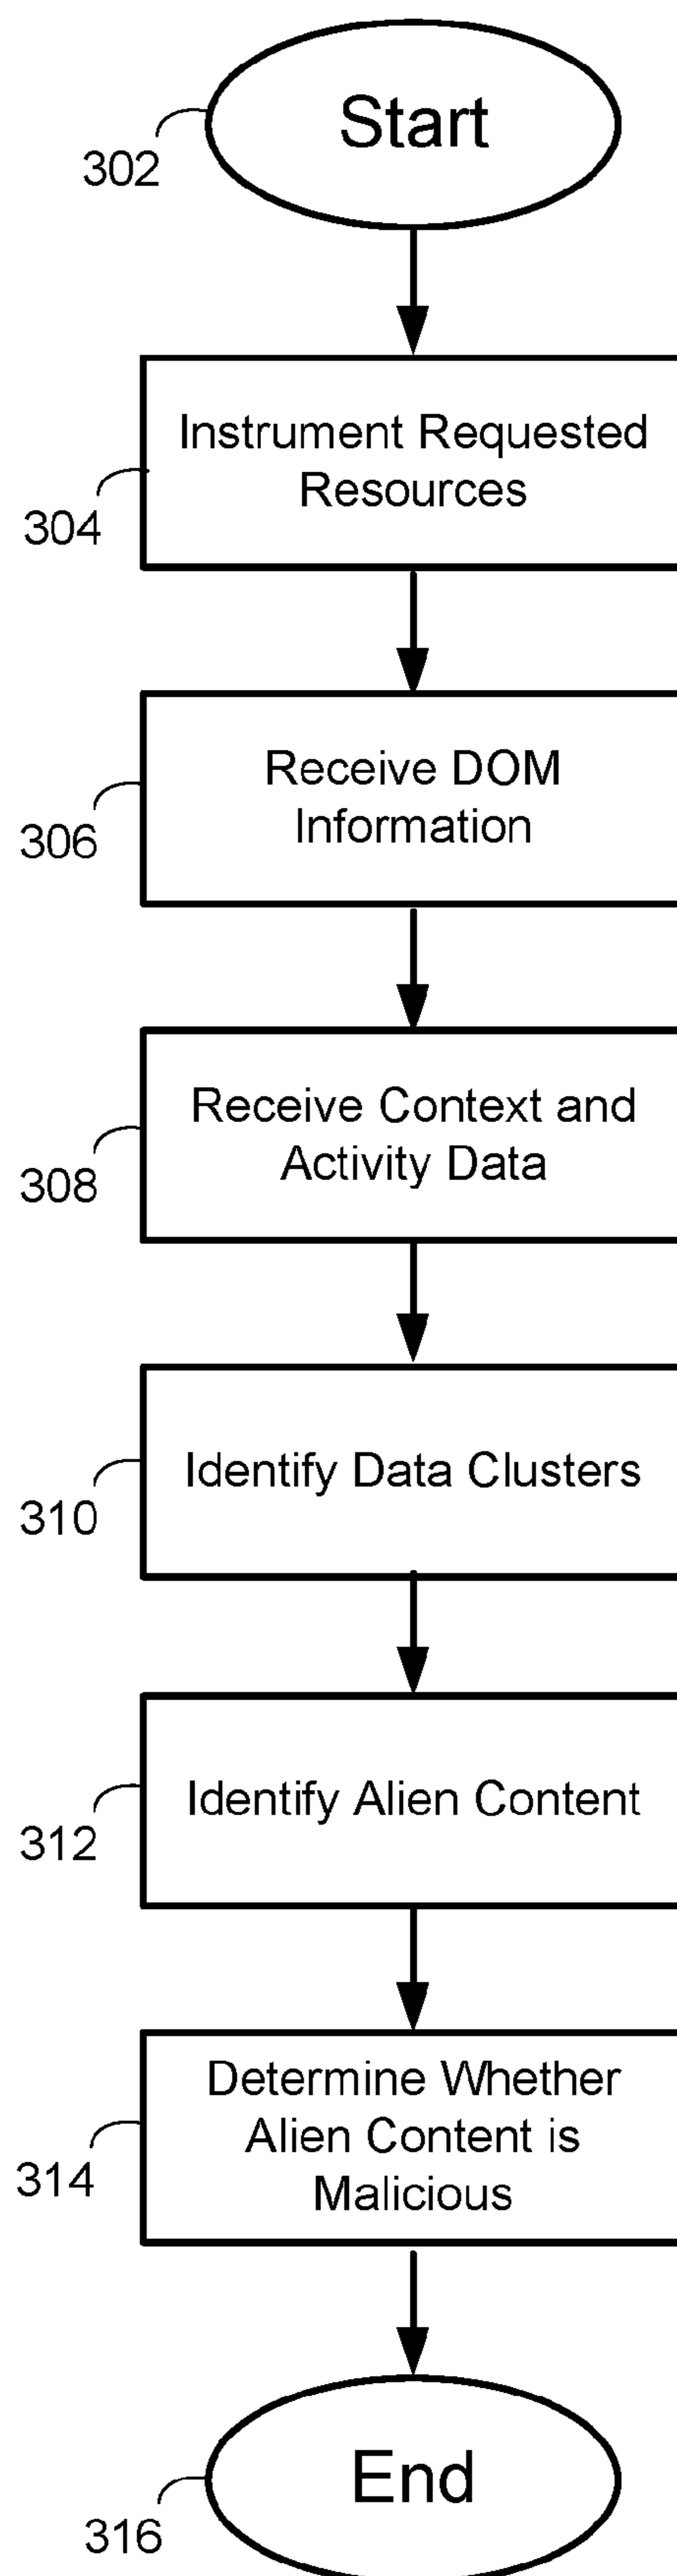 Start
302
Instrument Requested
Resources
304
Receive DOM
Information
306
Receive Context and
Activity Data
308
Identify Data Clusters
310
Identify Alien Content
312
Determine Whether
Alien Content is
Malicious
314
End
316